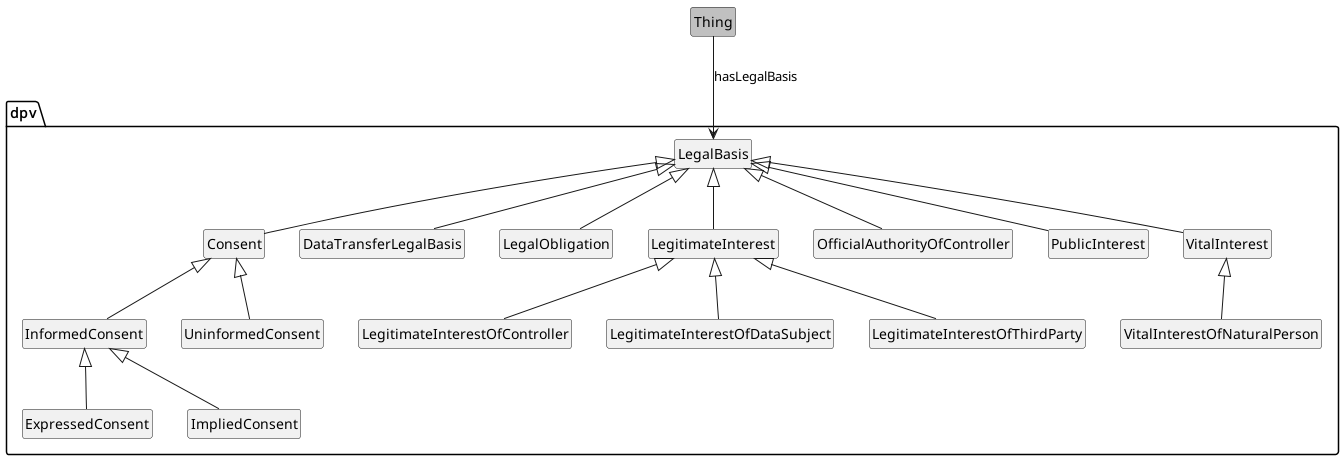 Thing
hasLegalBasis
dpv
LegalBasis
Consent
DataTransferLegalBasis
LegalObligation
LegitimateInterest
OfficialAuthorityOfController
PublicInterest
VitalInterest
InformedConsent
UninformedConsent
LegitimateInterestOfController
LegitimateInterestOfDataSubject
LegitimateInterestOfThirdParty
VitalInterestOfNaturalPerson
ExpressedConsent
ImpliedConsent